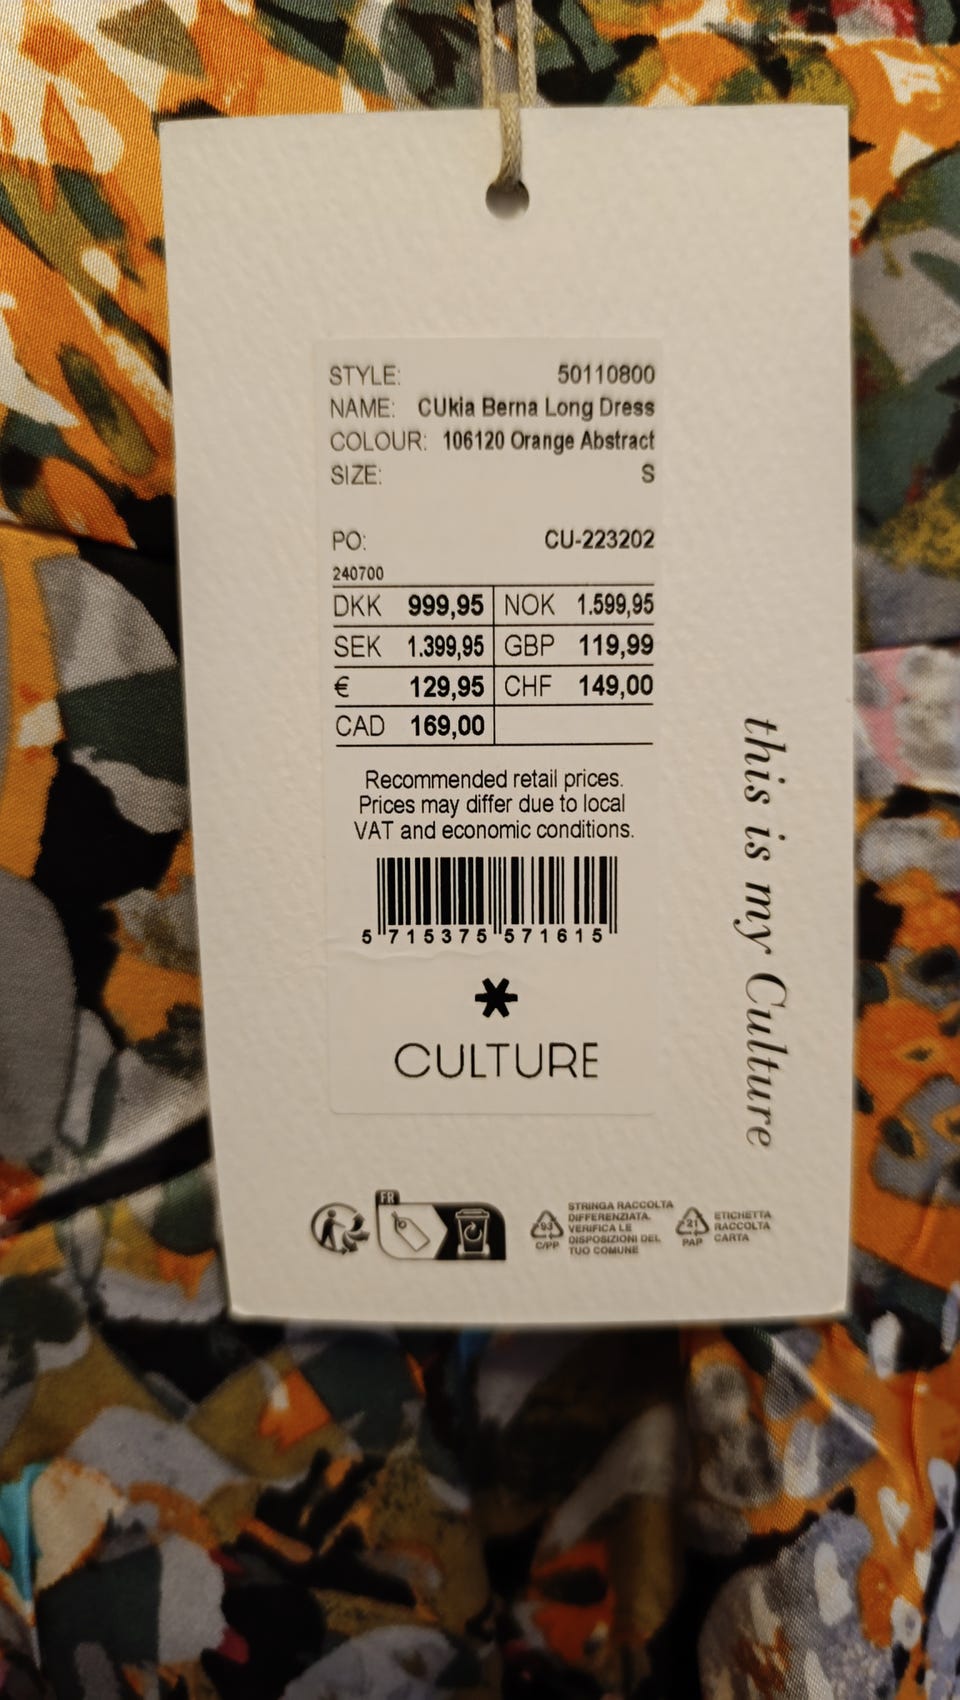 STYLE: 50110800
NAME: CUkia Berna Long Dress
COLOUR: 106120 Orange Abstract
SIZE: S
PO: CU-223202
240700
DKK 999,95 NOK 1.599,95
SEK 1.399,95 GBP 119,99
€ 129,95 CHF 149,00
CAD 169,00
Recommended retail prices.
Prices may differ due to local
VAT and economic conditions.
5 715375 571615
CULTURE
this is my Culture
FR
93
C/PP
STRINGA RACCOLTA
DIFFERENZIATA.
VERIFICA LE
DISPOSIZIONI DEL
TUO COMUNE
21
PAP
ETICHETTA
RACCOLTA
CARTA